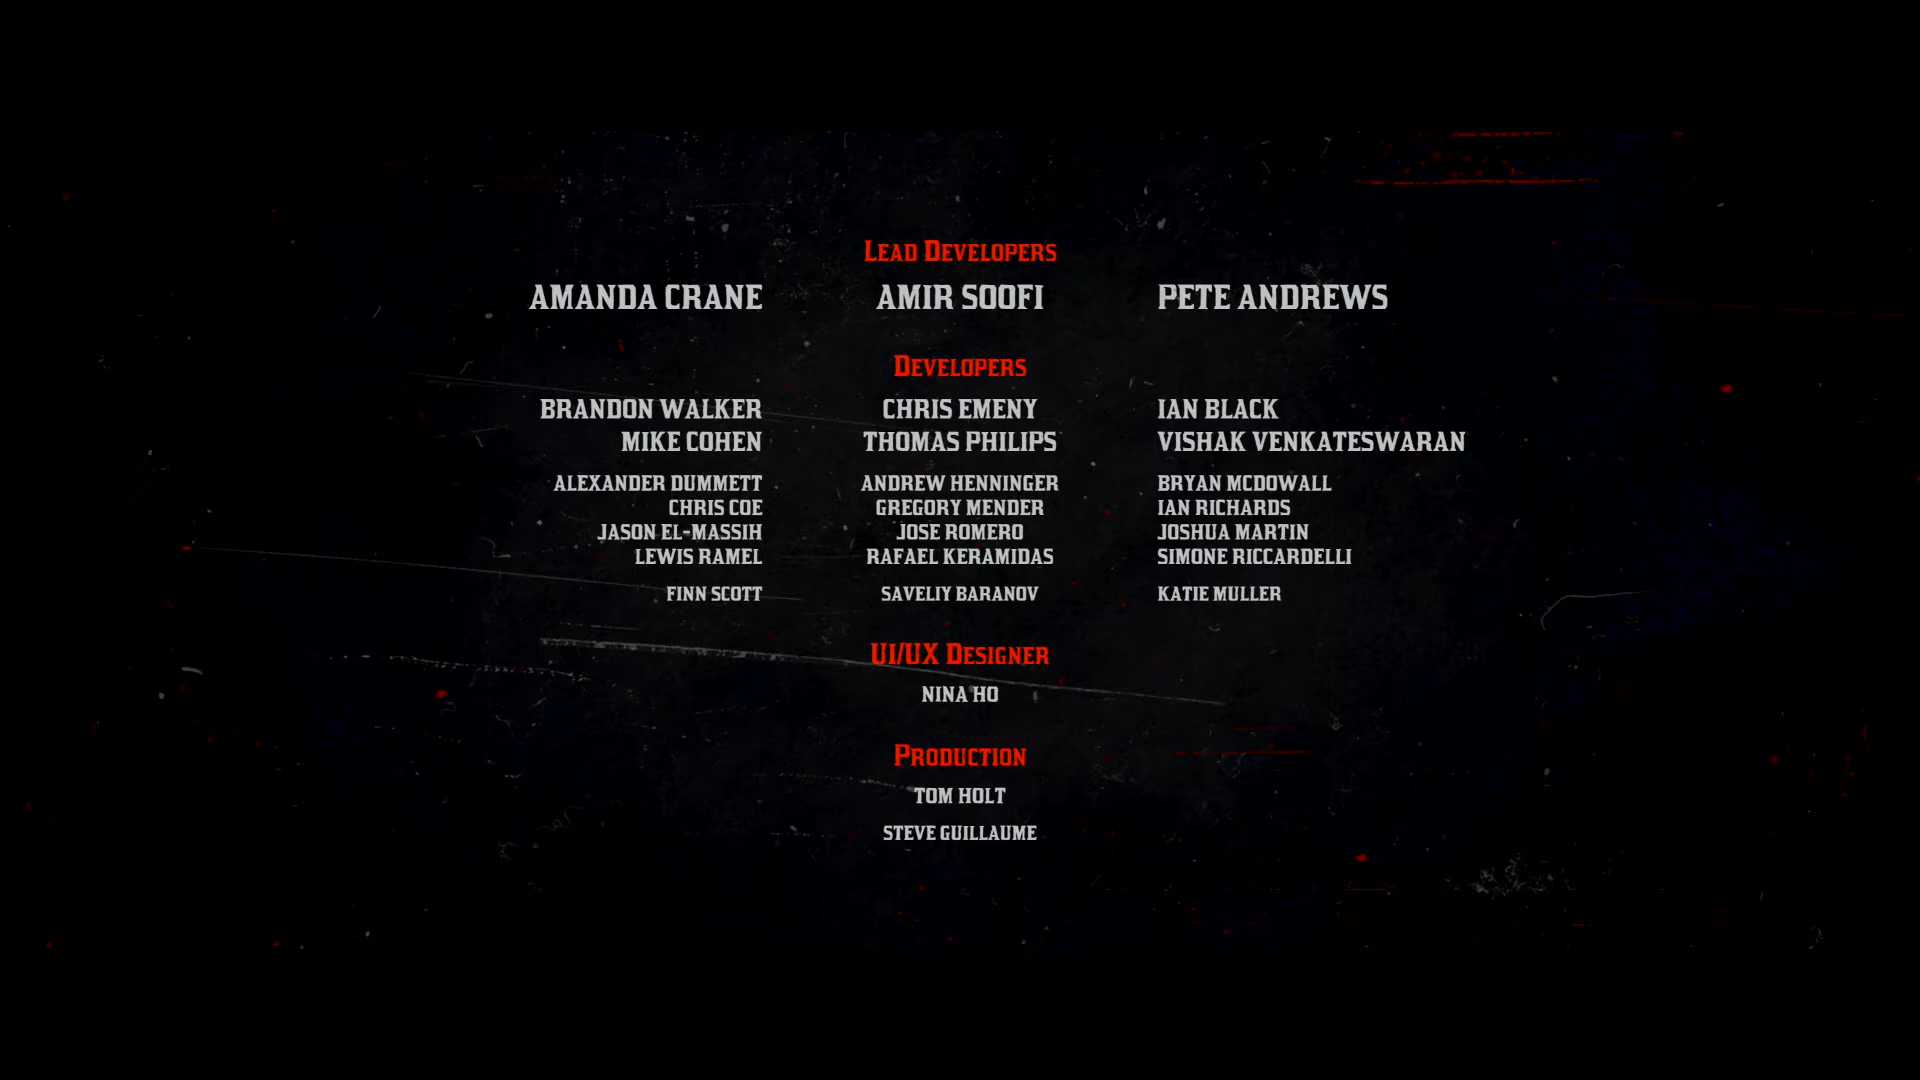 LEAD DEVELOPERS
AMANDA CRANE AMIR SOOFI PETE ANDREWS
DEVELOPERS
BRANDON WALKER CHRIS EMENY IAN BLACK
MIKE COHEN THOMAS PHILIPS VISHAK VENKATESWARAN
ALEXANDER DUMMETT ANDREW HENNINGER BRYAN MCDOWALL
CHRIS COE GREGORY MENDER IAN RICHARDS
JASON EL-MASSIH JOSE ROMERO JOSHUA MARTIN
LEWIS RAMEL RAFAEL KERAMIDAS SIMONE RICCARDELLI
FINN SCOTT SAVELIY BARANOV KATIE MULLER
UI/UX DESIGNER
NINA HO
PRODUCTION
TOM HOLT
STEVE GUILLAUME